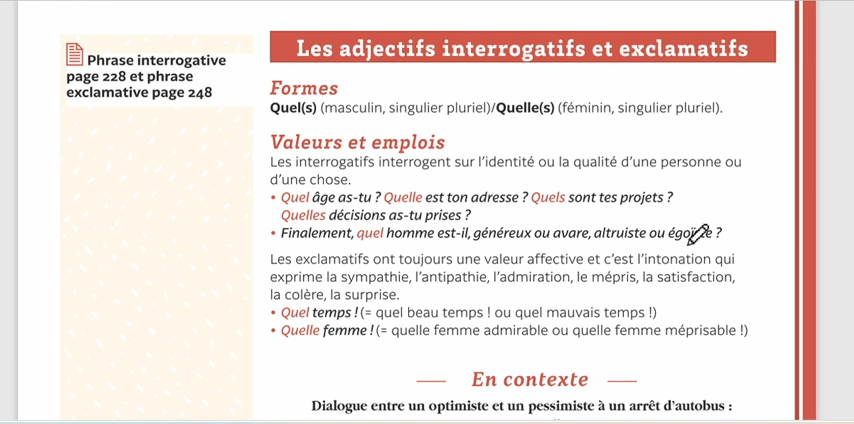 Phrase interrogative
page 228 et phrase
exclamative page 248
Les adjectifs interrogatifs et exclamatifs
Formes
Quel(s) (masculin, singulier pluriel)/Quelle(s) (féminin, singulier pluriel).
Valeurs et emplois
Les interrogatifs interrogent sur l'identité ou la qualité d'une personne ou
d'une chose.
• Quel âge as-tu ? Quelle est ton adresse ? Quels sont tes projets ?
Quelles décisions as-tu prises ?
• Finalement, quel homme est-il, généreux ou avare, altruiste ou ?
Les exclamatifs ont toujours une valeur affective et c'est l'intonation qui
exprime la sympathie, l'antipathie, l'admiration, le mépris, la satisfaction,
la colère, la surprise.
• Quel temps ! (= quel beau temps ! ou quel mauvais temps !)
• Quelle femme ! (= quelle femme admirable ou quelle femme méprisable !)
En contexte
Dialogue entre un optimiste et un pessimiste à un arrêt d'autobus :